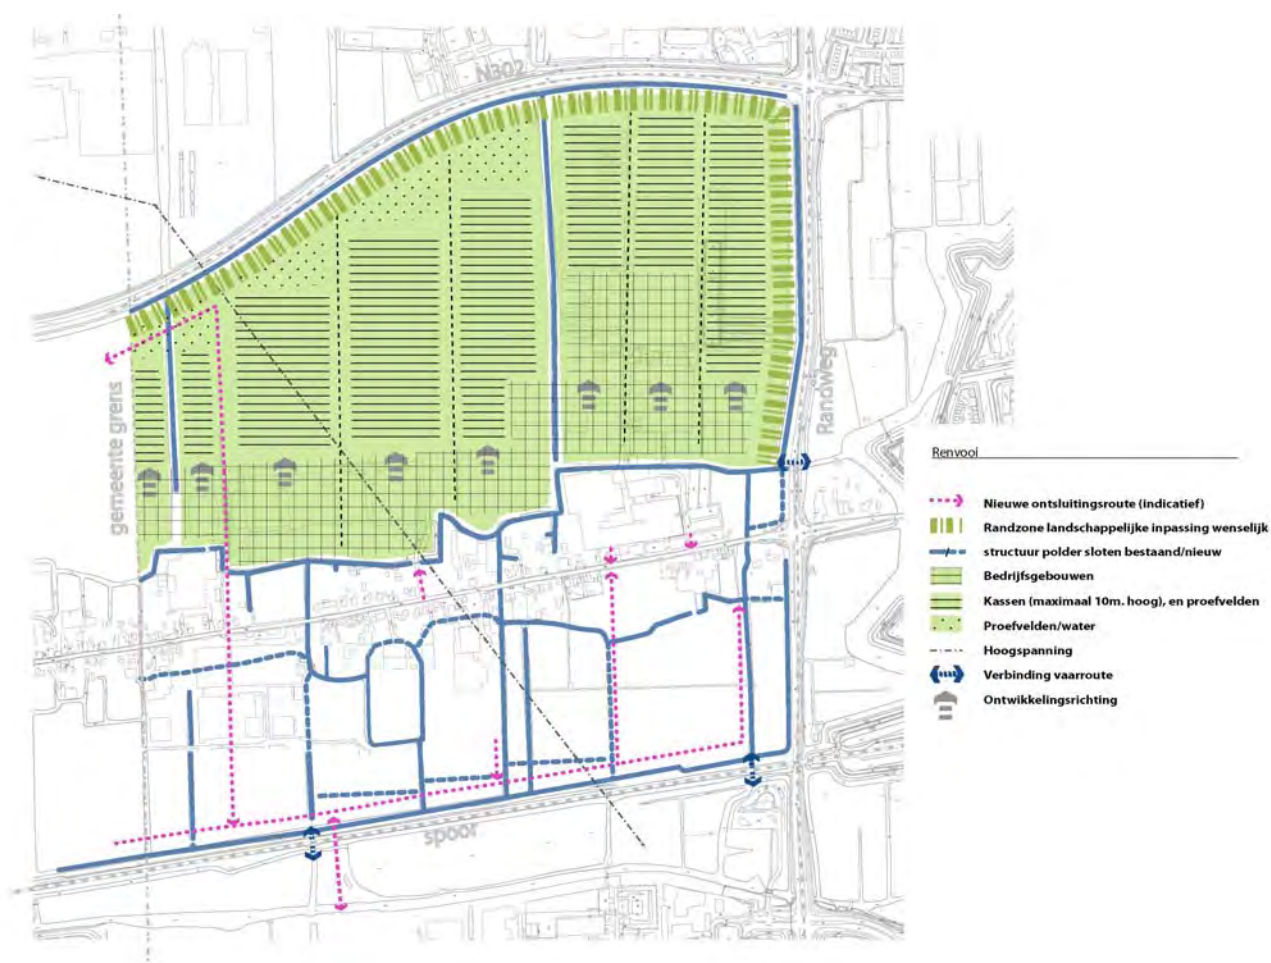 N302
gemeente grens
Randweg
spoor
Renvooi
Nieuwe ontsluitingsroute (indicatief)
Randzone landschappelijke inpassing wenselijk
structuur polder sloten bestaand/nieuw
Bedrijfsgebouwen
Kassen (maximaal 10m. hoog), en proefvelden
Proefvelden/water
Hoogspanning
Verbinding vaarroute
Ontwikkelingsrichting